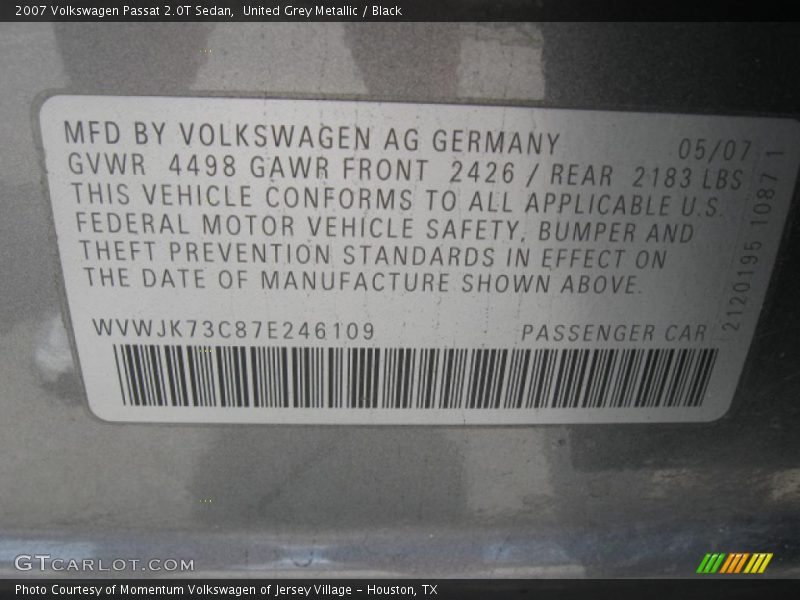 2007 Volkswagen Passat 2.0T Sedan,  United Grey Metallic / Black
MFD BY VOLKSWAGEN AG GERMANY 05/07
GVWR 4498 GAWR FRONT 2426 / REAR 2183 LBS
THIS VEHICLE CONFORMS TO ALL APPLICABLE U.S.
FEDERAL MOTOR VEHICLE SAFETY, BUMPER AND
THEFT PREVENTION STANDARDS IN EFFECT ON
THE DATE OF MANUFACTURE SHOWN ABOVE.
WVWJK73C87E246109 PASSENGER CAR
2120195 1087 1
GTCARLOT.COM
Photo Courtesy of Momentum Volkswagen of Jersey Village - Houston, TX